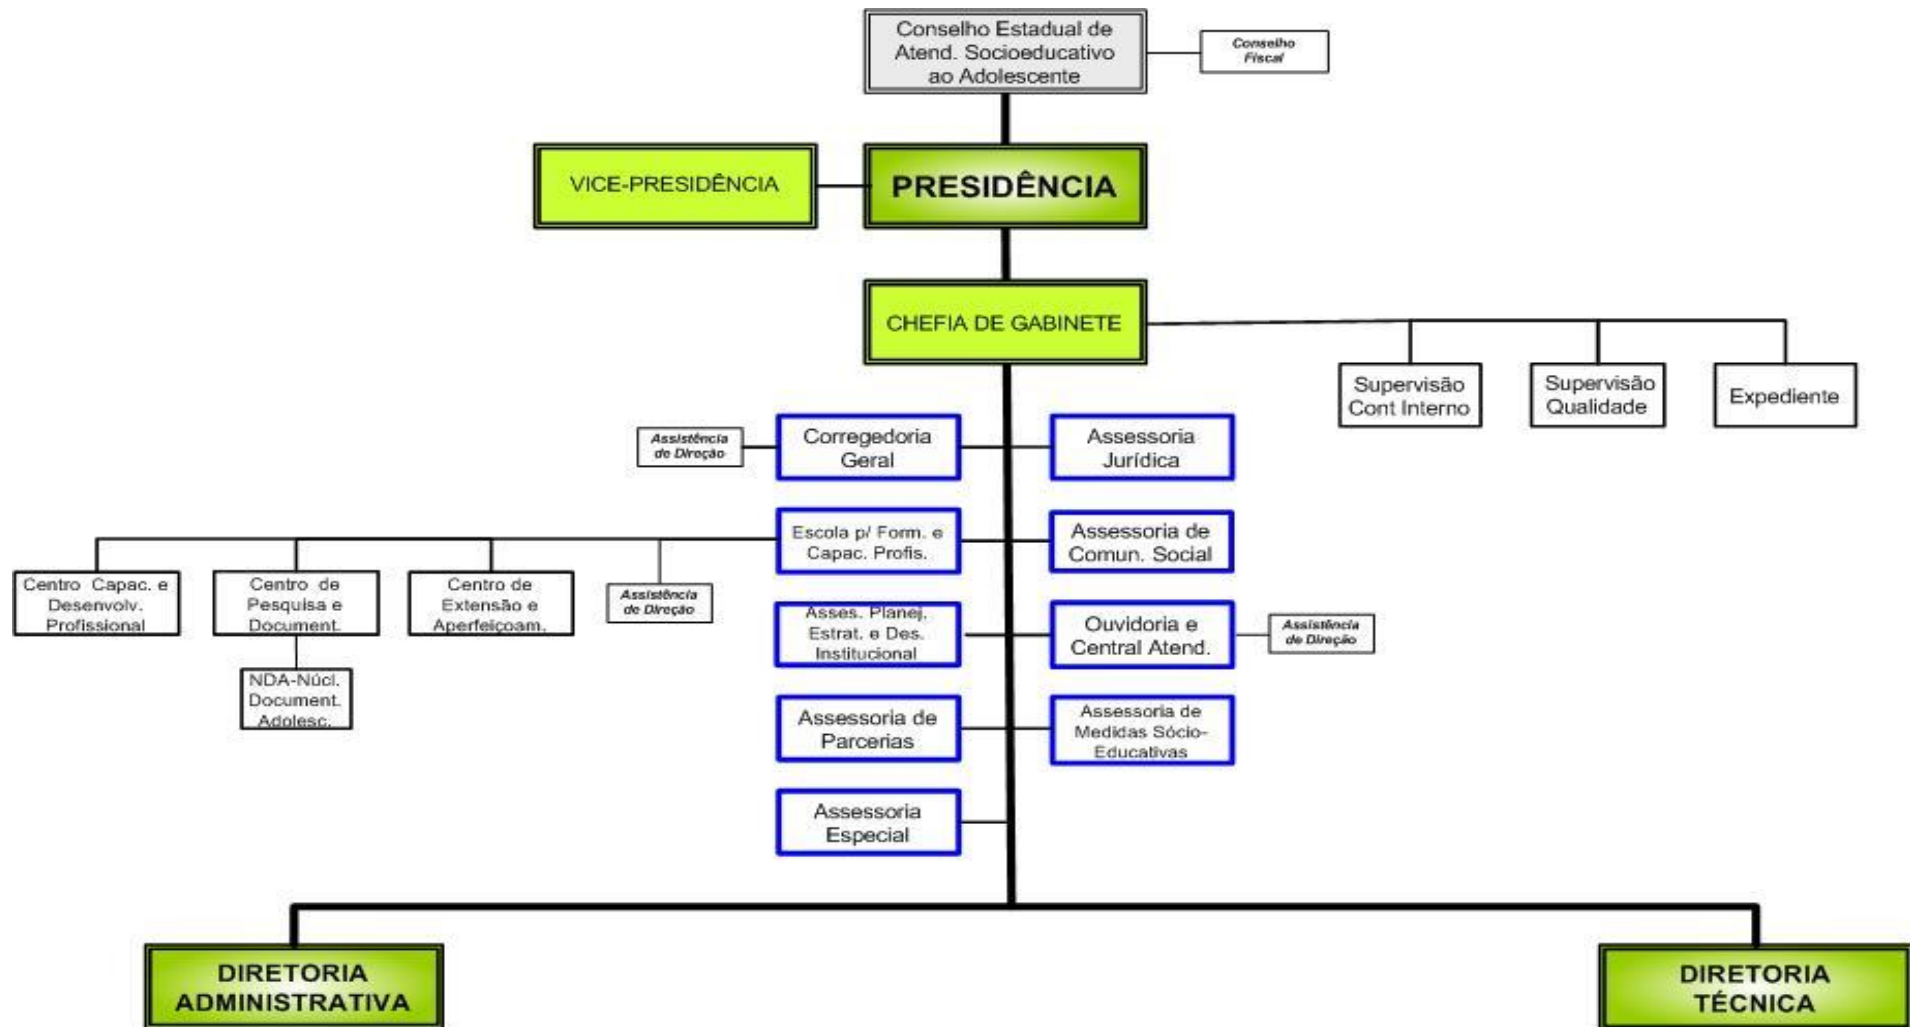 Conselho Estadual de
Atend. Socioeducativo
ao Adolescente
Conselho
Fiscal
VICE-PRESIDÊNCIA
PRESIDÊNCIA
CHEFIA DE GABINETE
Supervisão
Cont Interno
Supervisão
Qualidade
Expediente
Assistência
de Direção
Corregedoria
Geral
Assessoria
Jurídica
Escola p/ Form. e
Capac. Profis.
Assessoria de
Comun. Social
Centro Capac. e
Desenvolv.
Profissional
Centro de
Pesquisa e
Document.
Centro de
Extensão e
Aperfeiçoam.
Assistência
de Direção
Asses. Planej.
Estrat. e Des.
Institucional
Ouvidoria e
Central Atend.
Assistência
de Direção
NDA-Núcl.
Document.
Adolesc.
Assessoria de
Parcerias
Assessoria de
Medidas Sócio-
Educativas
Assessoria
Especial
DIRETORIA
ADMINISTRATIVA
DIRETORIA
TÉCNICA